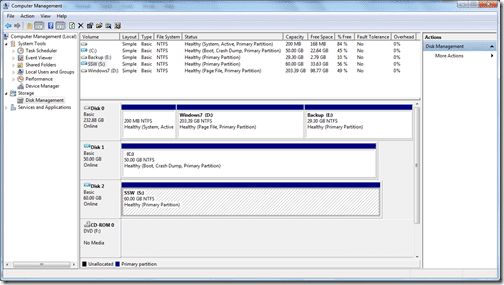 Computer Management
File Action View Help
Computer Management (Local)
System Tools
Task Scheduler
Event Viewer
Shared Folders
Local Users and Groups
Performance
Device Manager
Storage
Disk Management
Services and Applications
Volume Layout Type File System Status Capacity Free Space % Free Fault Tolerance Overhead
Simple Basic NTFS Healthy (System, Active, Primary Partition) 200 MB 168 MB 84 % No 0%
(C:) Simple Basic NTFS Healthy (Boot, Crash Dump, Primary Partition) 50.00 GB No 0%
Backup (E:) Simple Basic NTFS Healthy (Primary Partition) 29.30 GB 2.79 GB 10 % No 0%
SSW (S:) Simple Basic NTFS Healthy (Primary Partition) 60.00 GB No 0%
Windows7 (D:) Simple Basic NTFS Healthy (Page File, Primary Partition) 203.39 GB 98.77 GB 49 % No 0%
Actions
Disk Management
More Actions
Disk 0
Basic
232.88 GB
Online
200 MB NTFS
Healthy (System, Active
Windows7 (D:)
203.39 GB NTFS
Healthy (Page File, Primary Partition)
Backup (E:)
29.30 GB NTFS
Healthy (Primary Partition)
Disk 1
Basic
50.00 GB
Online
(C:)
50.00 GB NTFS
Healthy (Boot, Crash Dump, Primary Partition)
Disk 2
Basic
60.00 GB
Online
SSW (S:)
60.00 GB NTFS
Healthy (Primary Partition)
CD-ROM 0
DVD (F:)
No Media
Unallocated Primary partition